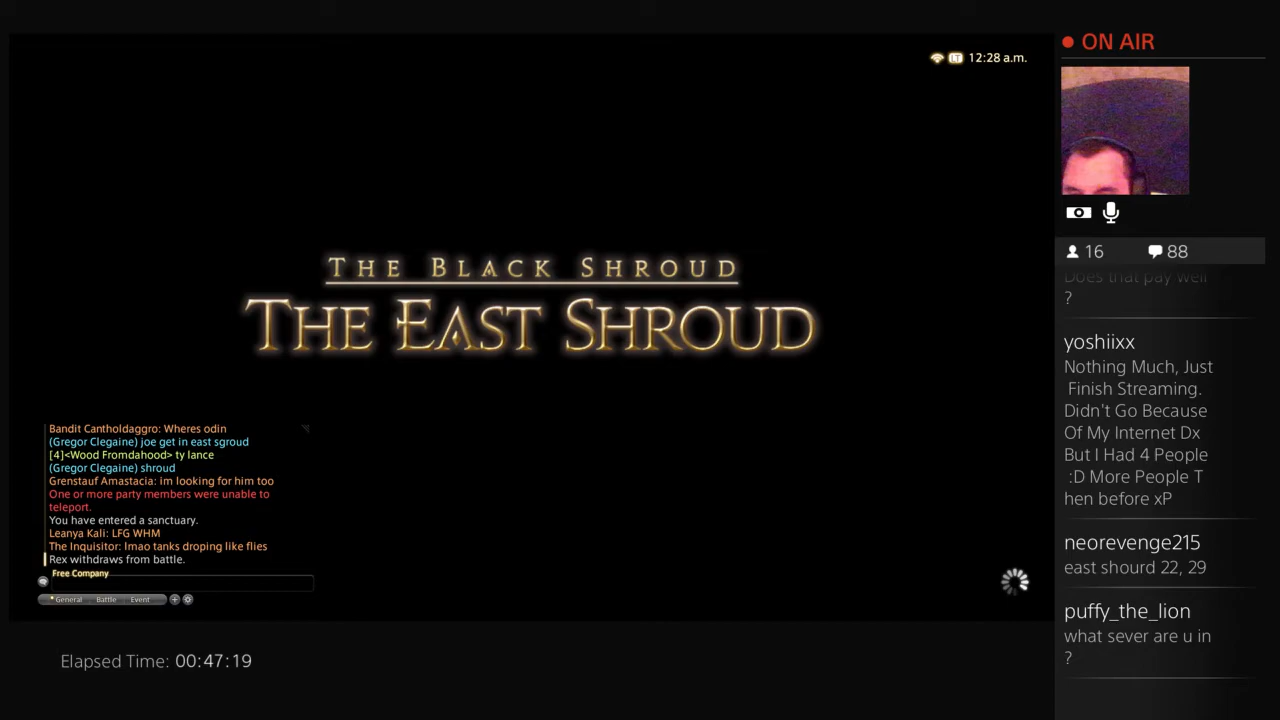 ON AIR
12:28 a.m.
THE BLACK SHROUD
THE EAST SHROUD
Bandit Cantholdaggro: Wheres odin
(Gregor Clegaine) joe get in east sgroud
[4]<Wood Fromdahood> ty lance
(Gregor Clegaine) shroud
Grenstauf Amastacia: im looking for him too
One or more party members were unable to
teleport.
You have entered a sanctuary.
Leanya Kali: LFG WHM
The Inquisitor: lmao tanks droping like flies
Rex withdraws from battle.
Free Company
General Battle Event
Elapsed Time: 00:47:19
16 88
Does that pay well
?
yoshiixx
Nothing Much, Just
Finish Streaming.
Didn't Go Because
Of My Internet Dx
But I Had 4 People
:D More People T
hen before xP
neorevenge215
east shourd 22, 29
puffy_the_lion
what sever are u in
?